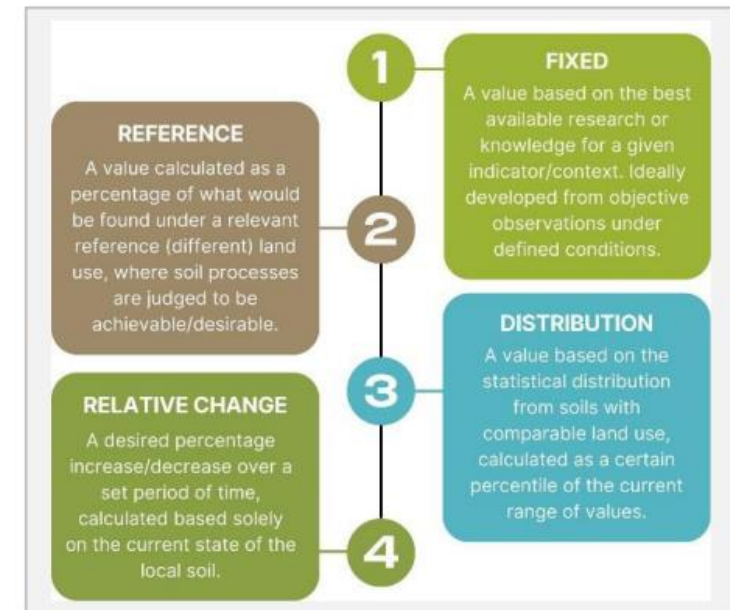 1
FIXED
A value based on the best
available research or
knowledge for a given
indicator/context. Ideally
developed from objective
observations under
defined conditions.
REFERENCE
A value calculated as a
percentage of what would
be found under a relevant
reference (different) land
use, where soil processes
are judged to be
achievable/desirable.
2
3
DISTRIBUTION
A value based on the
statistical distribution
from soils with
comparable land use,
calculated as a certain
percentile of the current
range of values.
RELATIVE CHANGE
A desired percentage
increase/decrease over a
set period of time,
calculated based solely
on the current state of the
local soil.
4